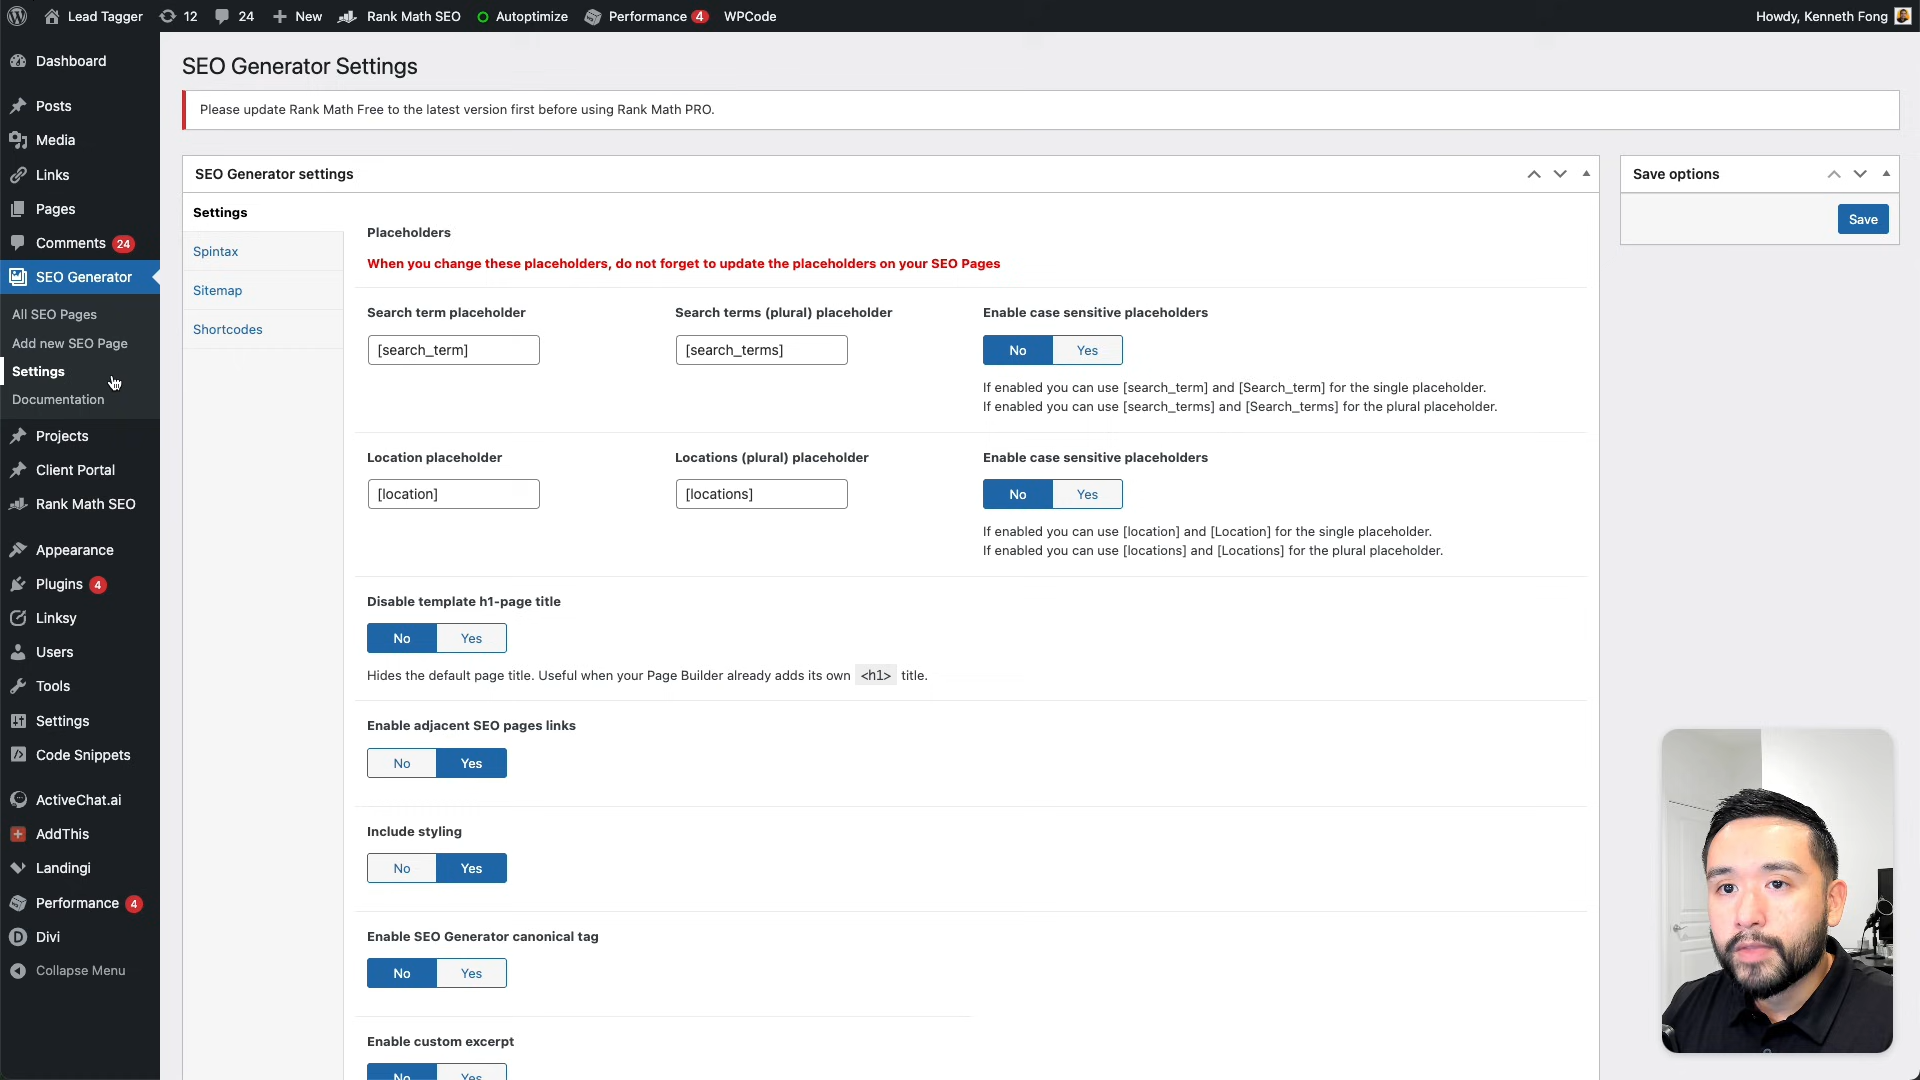 Lead Tagger
12
24
New
Rank Math SEO
Autoptimize
Performance 4
WPCode
Howdy, Kenneth Fong
Dashboard
Posts
Media
Links
Pages
Comments 24
SEO Generator
All SEO Pages
Add new SEO Page
Settings
Documentation
Projects
Client Portal
Rank Math SEO
Appearance
Plugins 4
Linksy
Users
Tools
Settings
Code Snippets
ActiveChat.ai
AddThis
Landingi
Performance 4
Divi
Collapse Menu
SEO Generator Settings
Please update Rank Math Free to the latest version first before using Rank Math PRO.
SEO Generator settings
Settings
Spintax
Sitemap
Shortcodes
Placeholders
When you change these placeholders, do not forget to update the placeholders on your SEO Pages
Search term placeholder
[search_term]
Search terms (plural) placeholder
[search_terms]
Enable case sensitive placeholders
No Yes
If enabled you can use [search_term] and [Search_term] for the single placeholder.
If enabled you can use [search_terms] and [Search_terms] for the plural placeholder.
Location placeholder
[location]
Locations (plural) placeholder
[locations]
Enable case sensitive placeholders
No Yes
If enabled you can use [location] and [Location] for the single placeholder.
If enabled you can use [locations] and [Locations] for the plural placeholder.
Disable template h1-page title
No Yes
Hides the default page title. Useful when your Page Builder already adds its own <h1> title.
Enable adjacent SEO pages links
No Yes
Include styling
No Yes
Enable SEO Generator canonical tag
No Yes
Enable custom excerpt
No Yes
Save options
Save